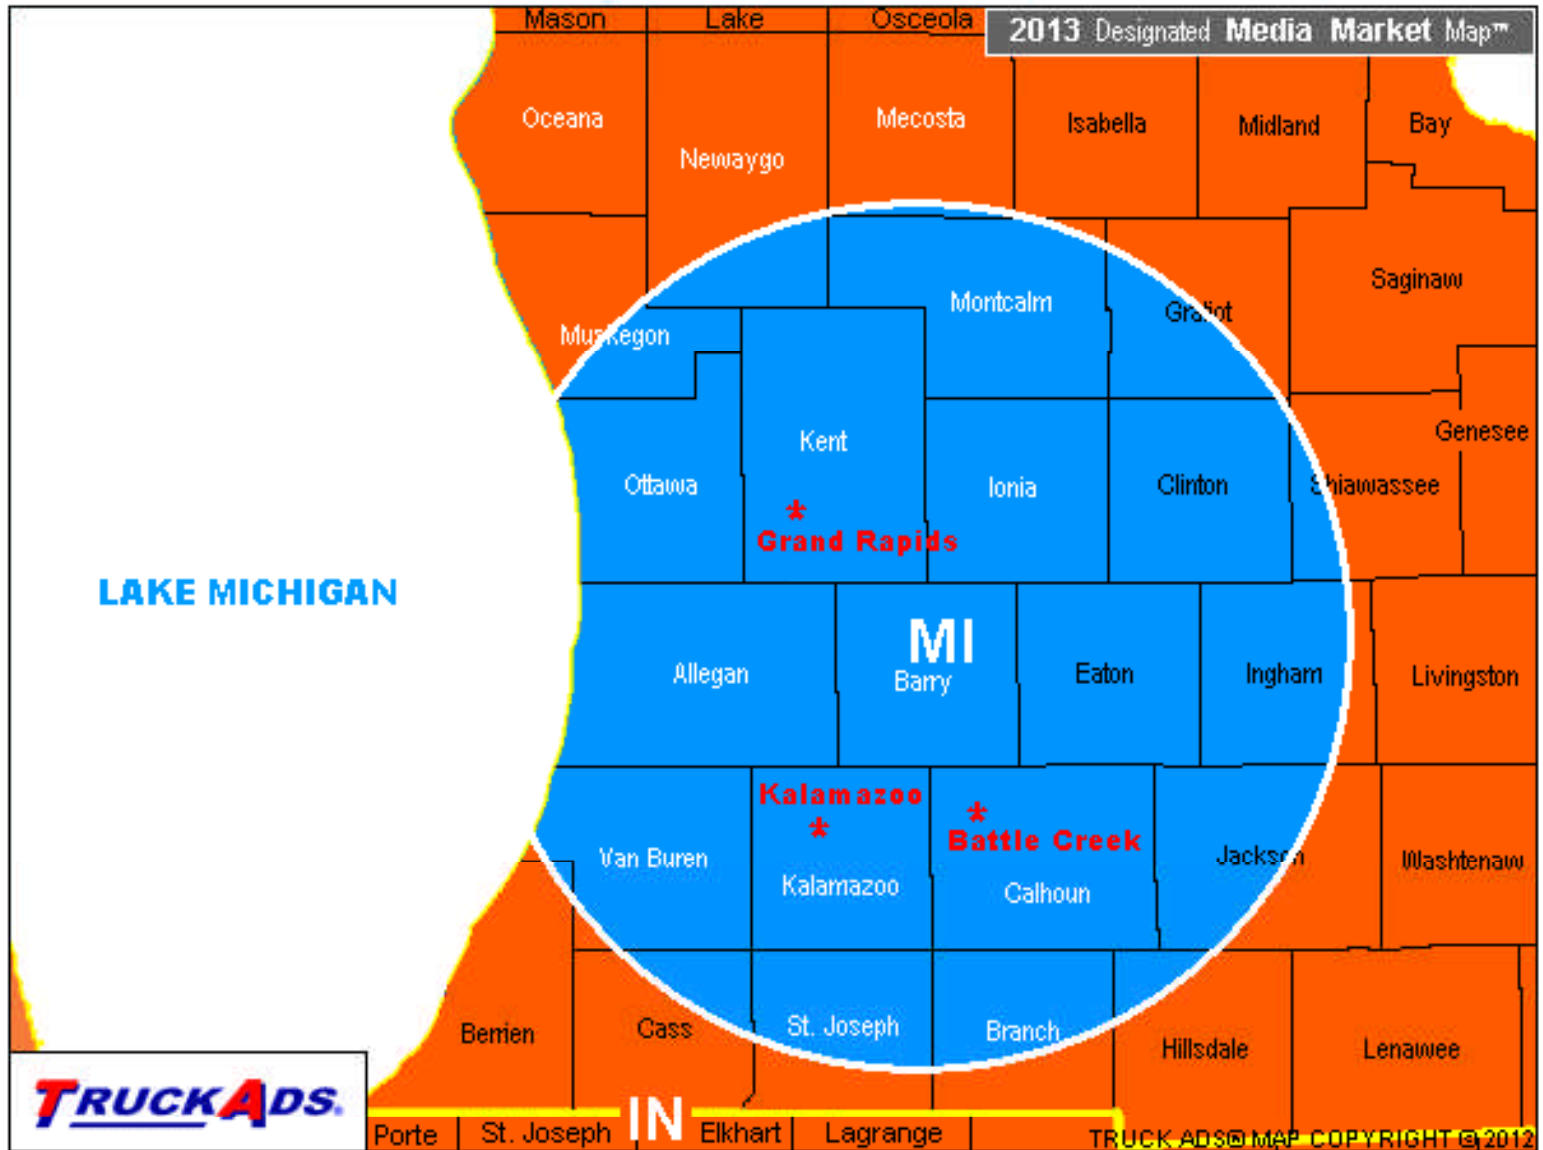 Mason Lake Osceola
2013 Designated Media Market Map™
Oceana
Mecosta
Isabella
Midland
Bay
Newaygo
Saginaw
Montcalm
Gratiot
Muskegon
Genesee
Kent
Ottawa
Ionia
Clinton
Shiawassee
*
Grand Rapids
LAKE MICHIGAN
MI
Allegan
Barry
Eaton
Ingham
Livingston
Kalamazoo
*
*
Battle Creek
Van Buren
Kalamazoo
Calhoun
Jackson
Washtenaw
Berrien
Cass
St. Joseph
Branch
Hillsdale
Lenawee
TRUCKADS.
IN
Porte
St. Joseph
Elkhart
Lagrange
TRUCK ADS® MAP COPYRIGHT © 2012